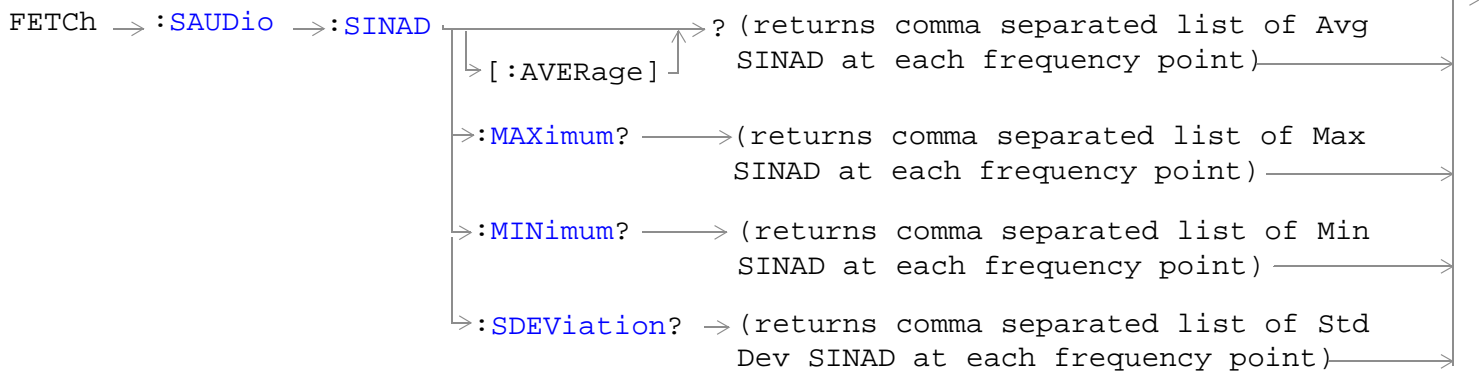 FETCh :SAUDio :SINAD ? (returns comma separated list of Avg
[:AVERage] SINAD at each frequency point)
:MAXimum? (returns comma separated list of Max
SINAD at each frequency point)
:MINimum? (returns comma separated list of Min
SINAD at each frequency point)
:SDEViation? (returns comma separated list of Std
Dev SINAD at each frequency point)